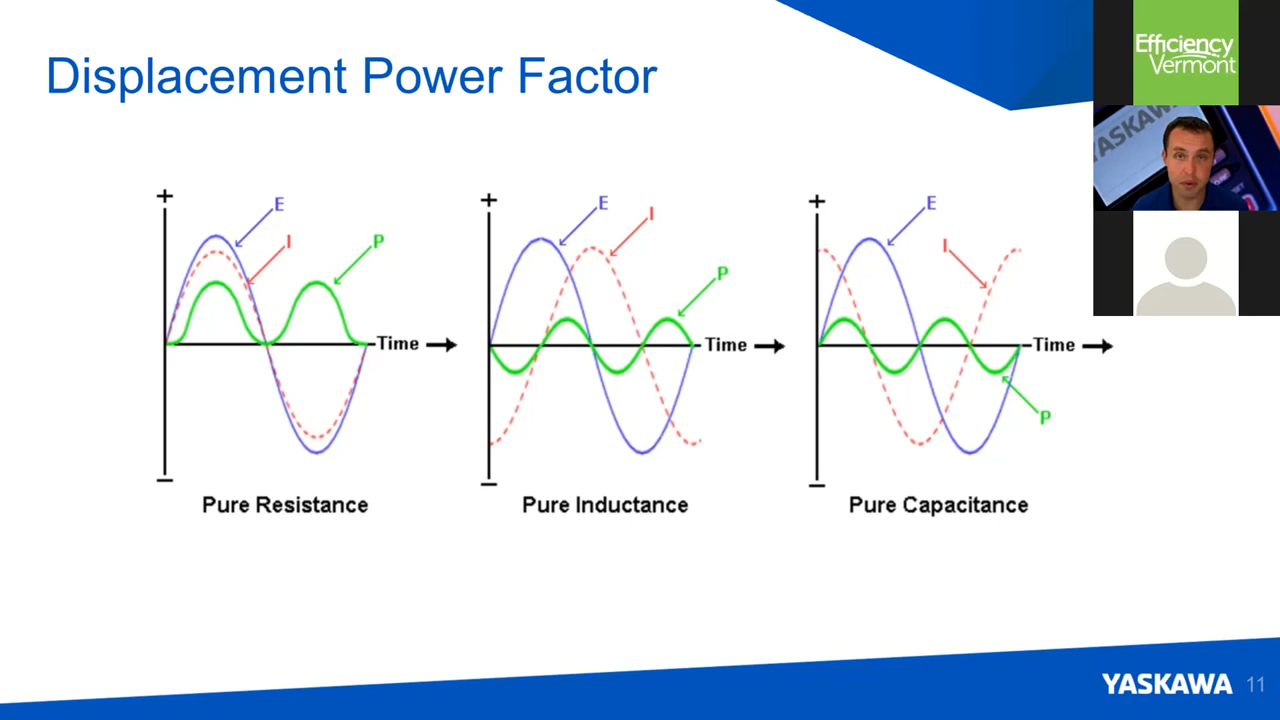 Displacement Power Factor
Efficiency
Vermont
YASKAWA
+
E
I
P
Time
−
Pure Resistance
+
E
I
P
Time
−
Pure Inductance
+
E
I
P
Time
−
Pure Capacitance
YASKAWA 11